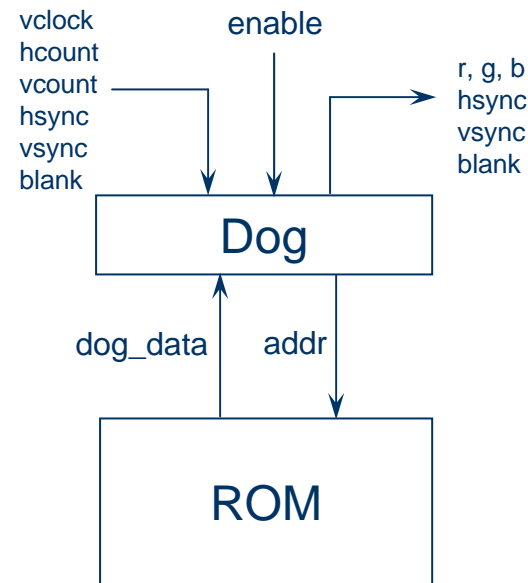 vclock
hcount
vcount
hsync
vsync
blank
enable
r, g, b
hsync
vsync
blank
Dog
dog_data
addr
ROM